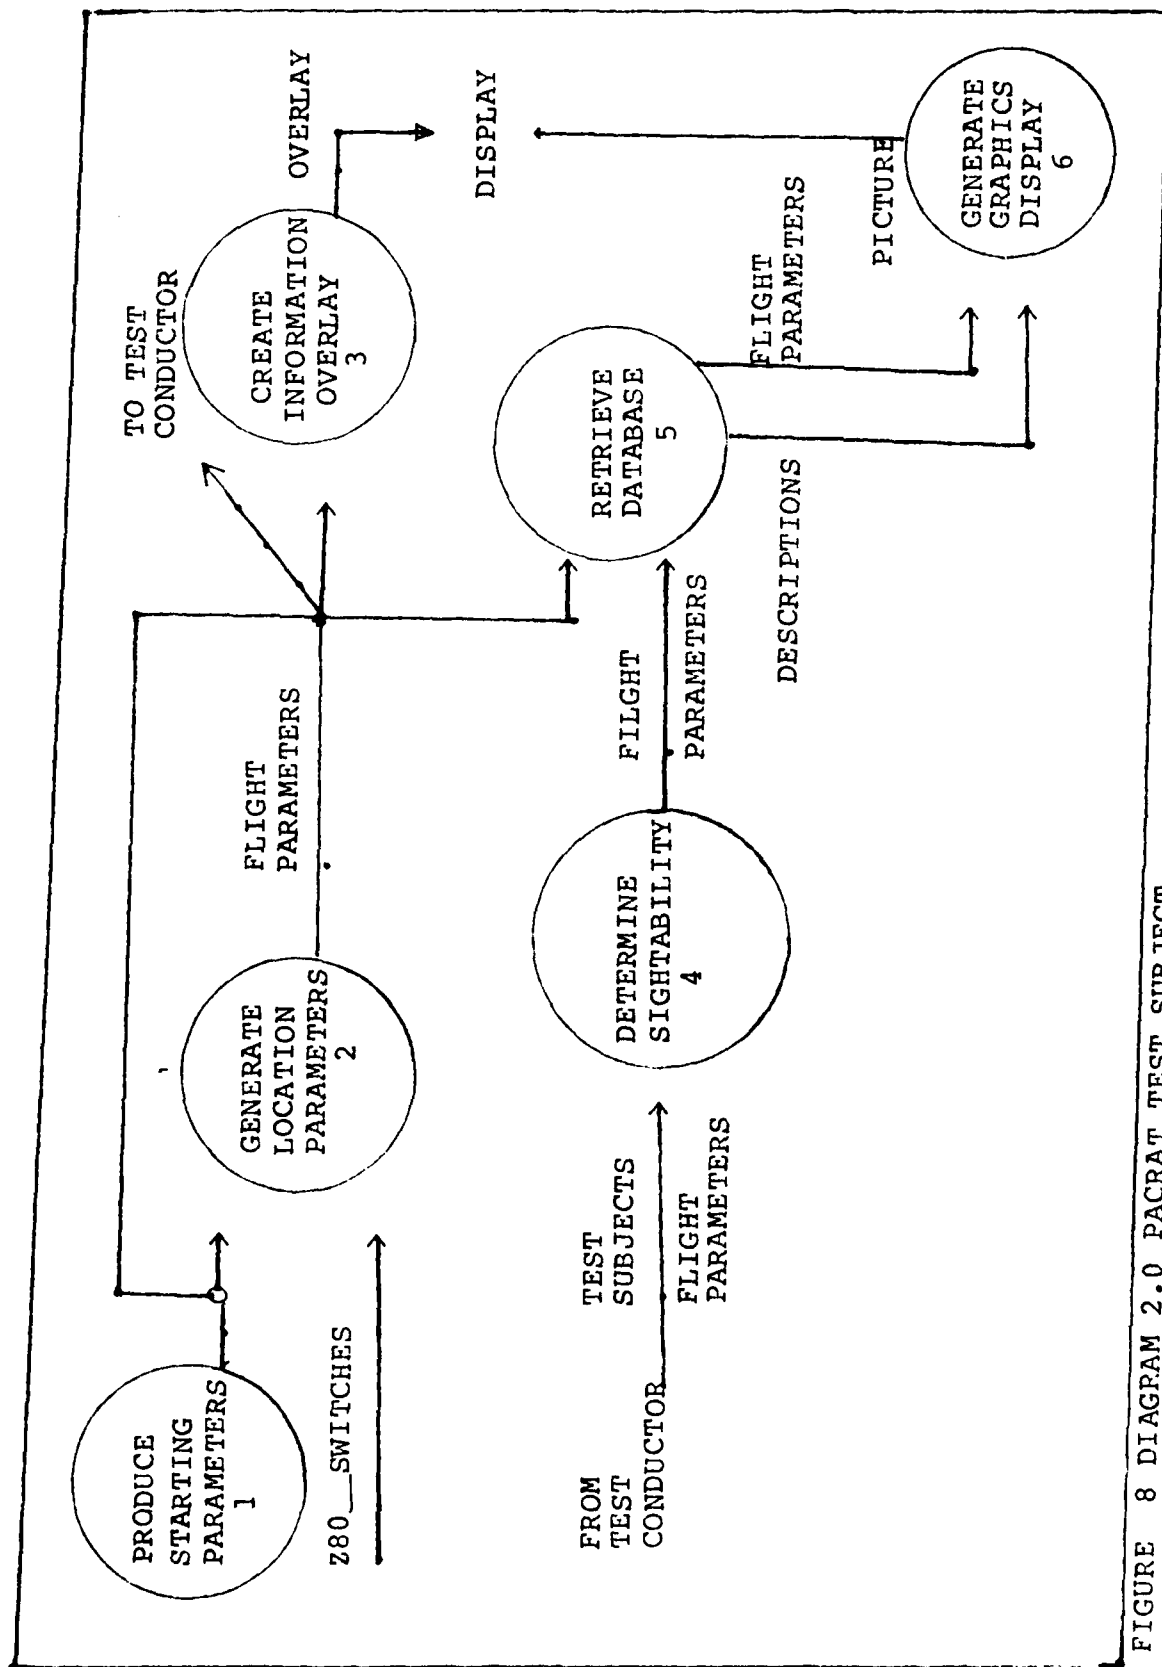 PRODUCE
STARTING
PARAMETERS
1
Z80__SWITCHES
GENERATE
LOCATION
PARAMETERS
2
FLIGHT
PARAMETERS
TO TEST
CONDUCTOR
CREATE
INFORMATION
OVERLAY
3
OVERLAY
DISPLAY
FROM
TEST
CONDUCTOR
TEST
SUBJECTS
FLIGHT
PARAMETERS
DETERMINE
SIGHTABILITY
4
FILGHT
PARAMETERS
RETRIEVE
DATABASE
5
DESCRIPTIONS
FLIGHT
PARAMETERS
PICTURE
GENERATE
GRAPHICS
DISPLAY
6
FIGURE 8 DIAGRAM 2.0 PACRAT TEST SUBJECT